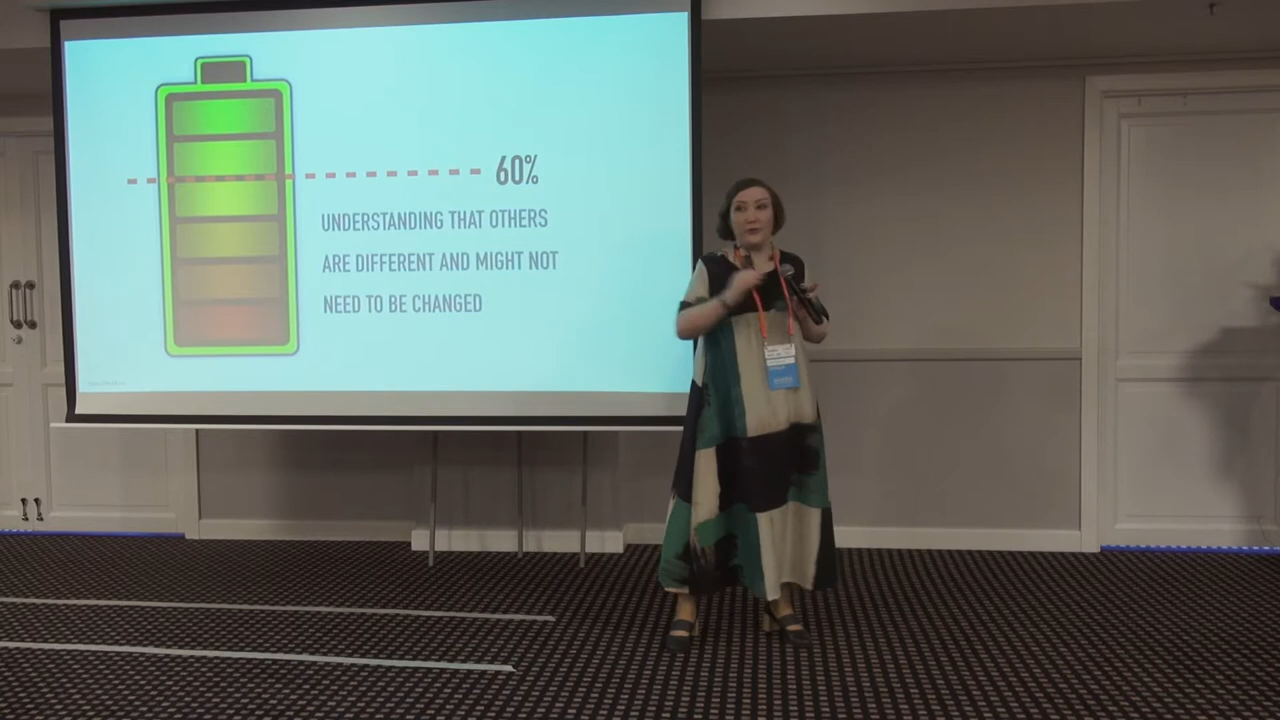 60%
UNDERSTANDING THAT OTHERS
ARE DIFFERENT AND MIGHT NOT
NEED TO BE CHANGED